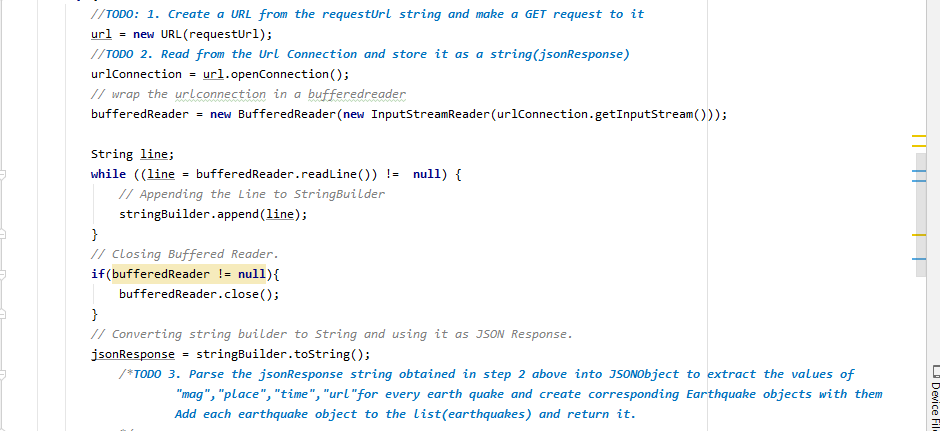 //TODO: 1. Create a URL from the requestUrl string and make a GET request to it
url = new URL(requestUrl);
//TODO 2. Read from the Url Connection and store it as a string(jsonResponse)
urlConnection = url.openConnection();
// wrap the urlconnection in a bufferedreader
bufferedReader = new BufferedReader(new InputStreamReader(urlConnection.getInputStream()));
String line;
while ((line = bufferedReader.readLine()) !=  null) {
// Appending the Line to StringBuilder
stringBuilder.append(line);
}
// Closing Buffered Reader.
if(bufferedReader != null){
bufferedReader.close();
}
// Converting string builder to String and using it as JSON Response.
jsonResponse = stringBuilder.toString();
/*TODO 3. Parse the jsonResponse string obtained in step 2 above into JSONObject to extract the values of
"mag","place","time","url"for every earth quake and create corresponding Earthquake objects with them
Add each earthquake object to the list(earthquakes) and return it.
Device